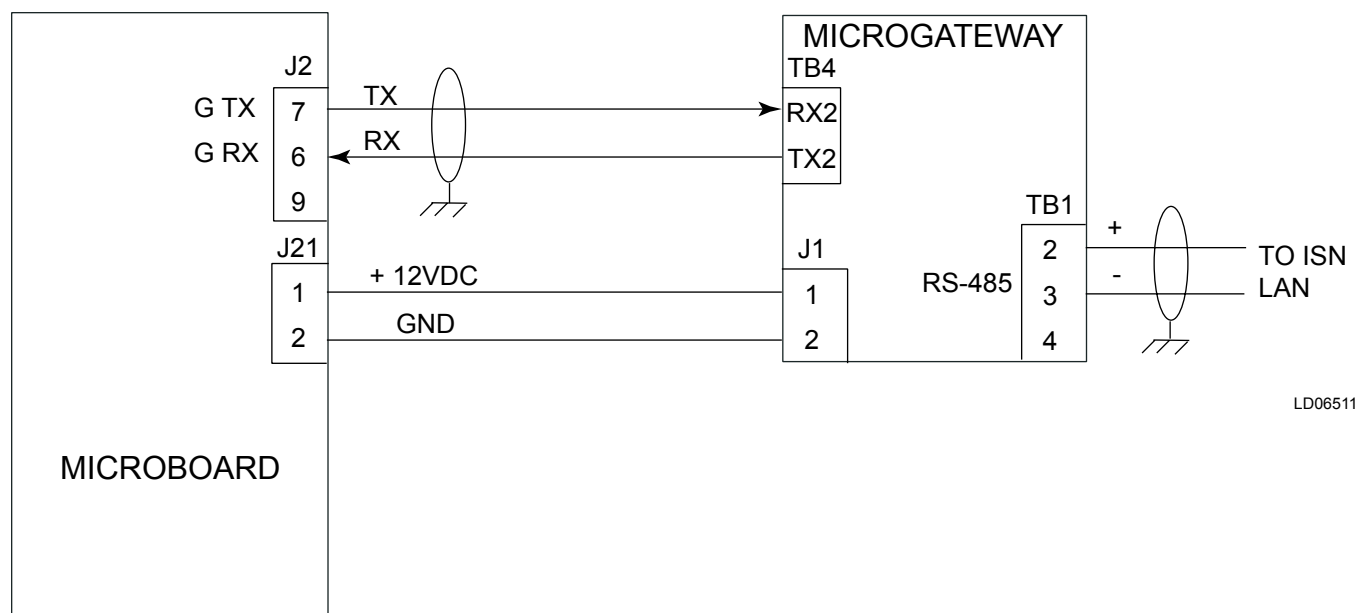 MICROGATEWAY
J2
TB4
G TX
7
TX
RX2
G RX
6
RX
TX2
9
TB1
J21
J1
+
1
+ 12VDC
1
RS-485
2
TO ISN
-
3
LAN
2
GND
2
4
LD06511
MICROBOARD